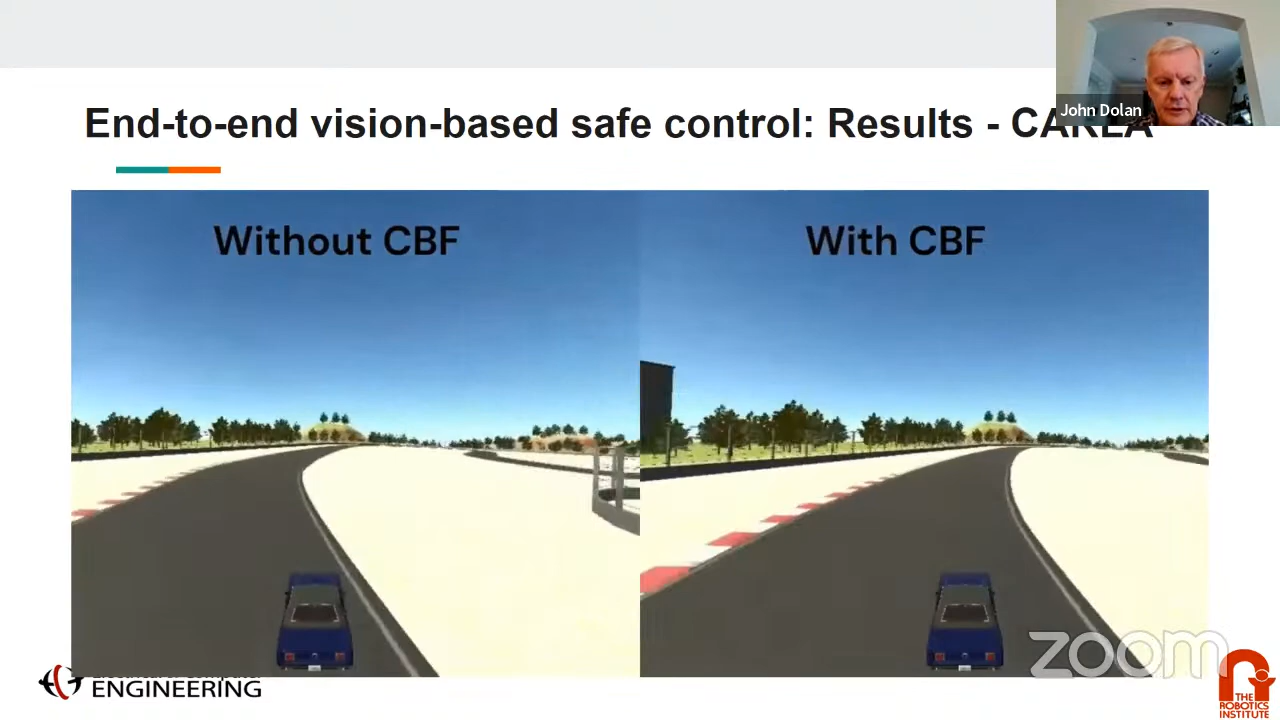 John Dolan
End-to-end vision-based safe control: Results - CARLA
Without CBF
With CBF
zoom
ENGINEERING
THE
ROBOTICS
INSTITUTE